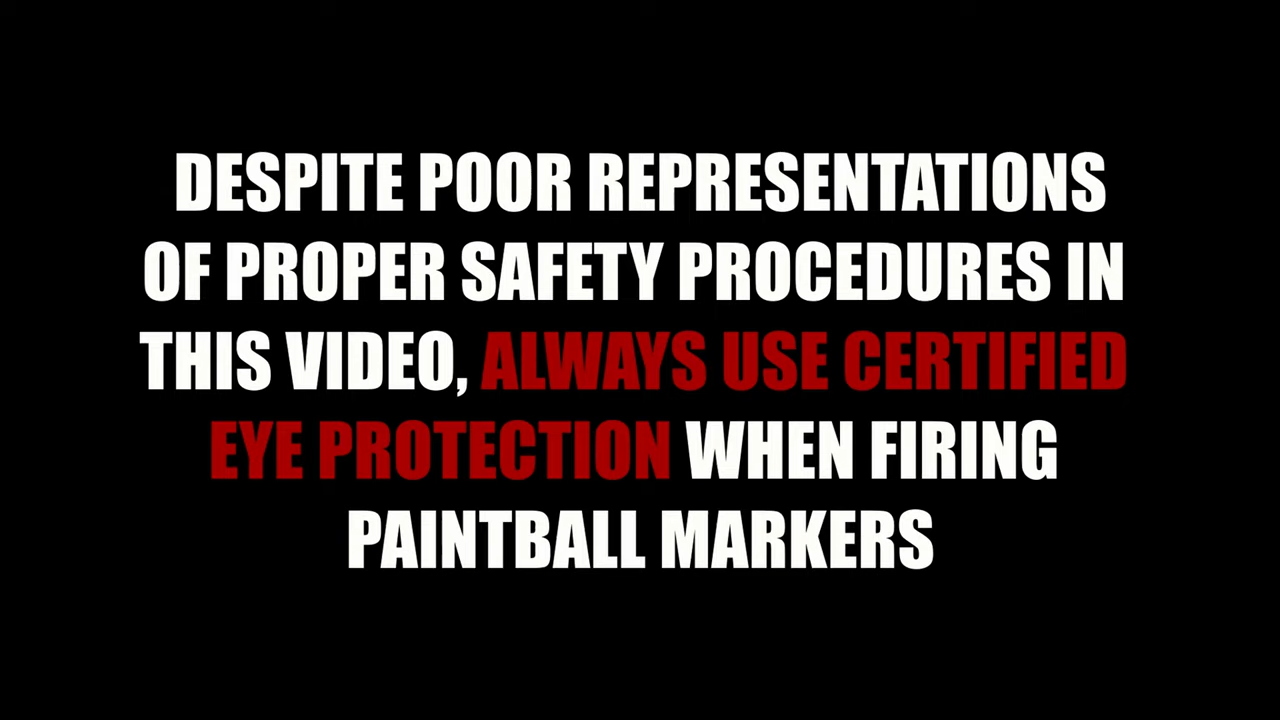 DESPITE POOR REPRESENTATIONS
OF PROPER SAFETY PROCEDURES IN
THIS VIDEO, ALWAYS USE CERTIFIED
EYE PROTECTION WHEN FIRING
PAINTBALL MARKERS